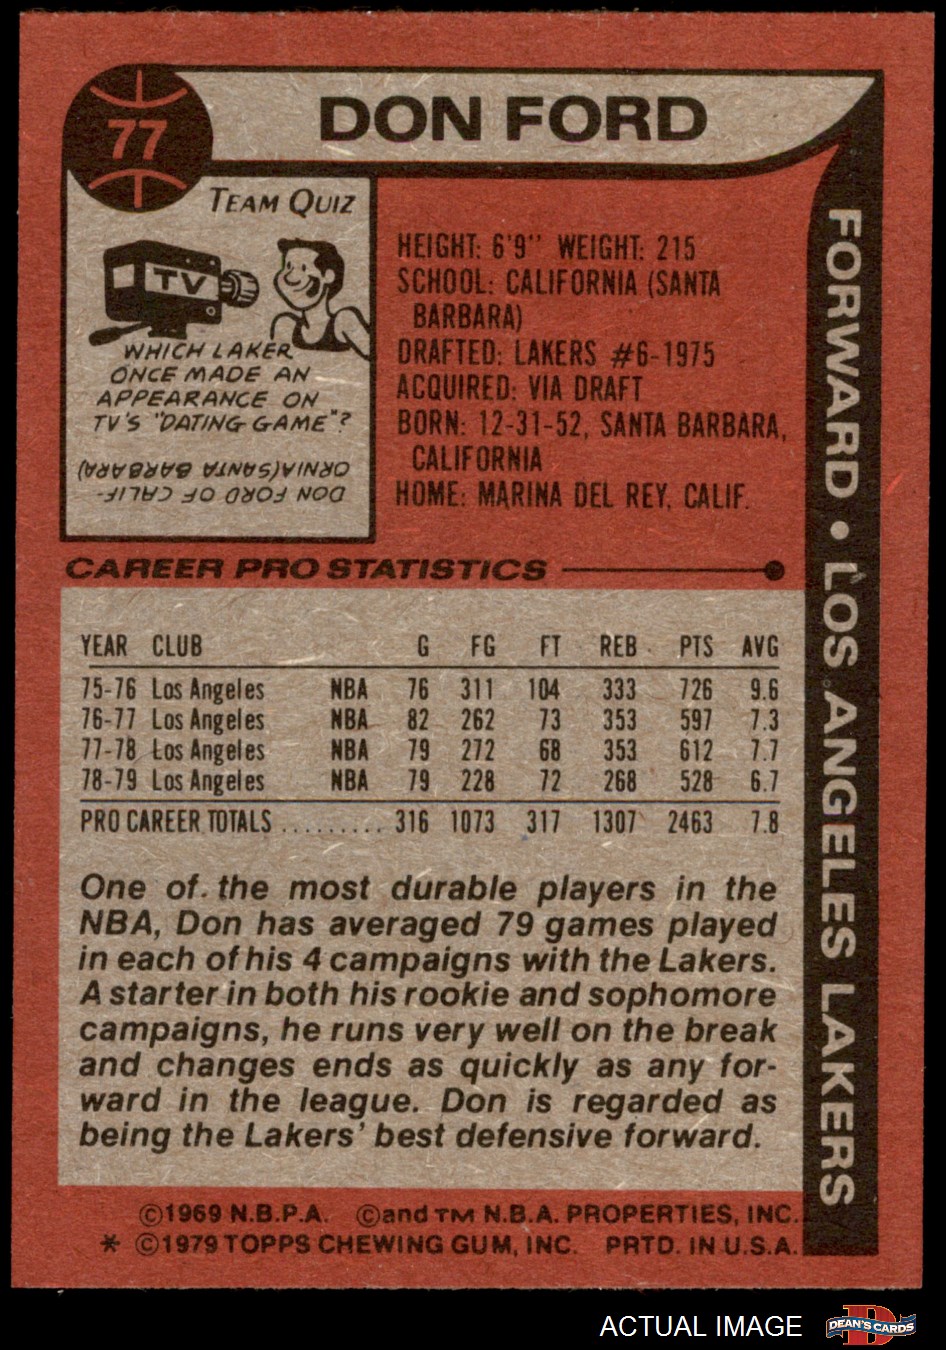 77
DON FORD
TEAM QUIZ
TV
WHICH LAKER
ONCE MADE AN
APPEARANCE ON
TV'S "DATING GAME"?
DON FORD OF CALIF-
ORNIA (SANTA BARBARA)
HEIGHT: 6'9" WEIGHT: 215
SCHOOL: CALIFORNIA (SANTA
BARBARA)
DRAFTED: LAKERS #6-1975
ACQUIRED: VIA DRAFT
BORN: 12-31-52, SANTA BARBARA,
CALIFORNIA
HOME: MARINA DEL REY, CALIF.
FORWARD • LOS ANGELES LAKERS
CAREER PRO STATISTICS
YEAR CLUB G FG FT REB PTS AVG
75-76 Los Angeles NBA 76 311 104 333 726 9.6
76-77 Los Angeles NBA 82 262 73 353 597 7.3
77-78 Los Angeles NBA 79 272 68 353 612 7.7
78-79 Los Angeles NBA 79 228 72 268 528 6.7
PRO CAREER TOTALS ......... 316 1073 317 1307 2463 7.8
One of the most durable players in the
NBA, Don has averaged 79 games played
in each of his 4 campaigns with the Lakers.
A starter in both his rookie and sophomore
campaigns, he runs very well on the break
and changes ends as quickly as any for-
ward in the league. Don is regarded as
being the Lakers' best defensive forward.
©1969 N.B.P.A. ©and TM N.B.A. PROPERTIES, INC.
* ©1979 TOPPS CHEWING GUM, INC. PRTD. IN U.S.A.
ACTUAL IMAGE
D
DEAN'S CARDS